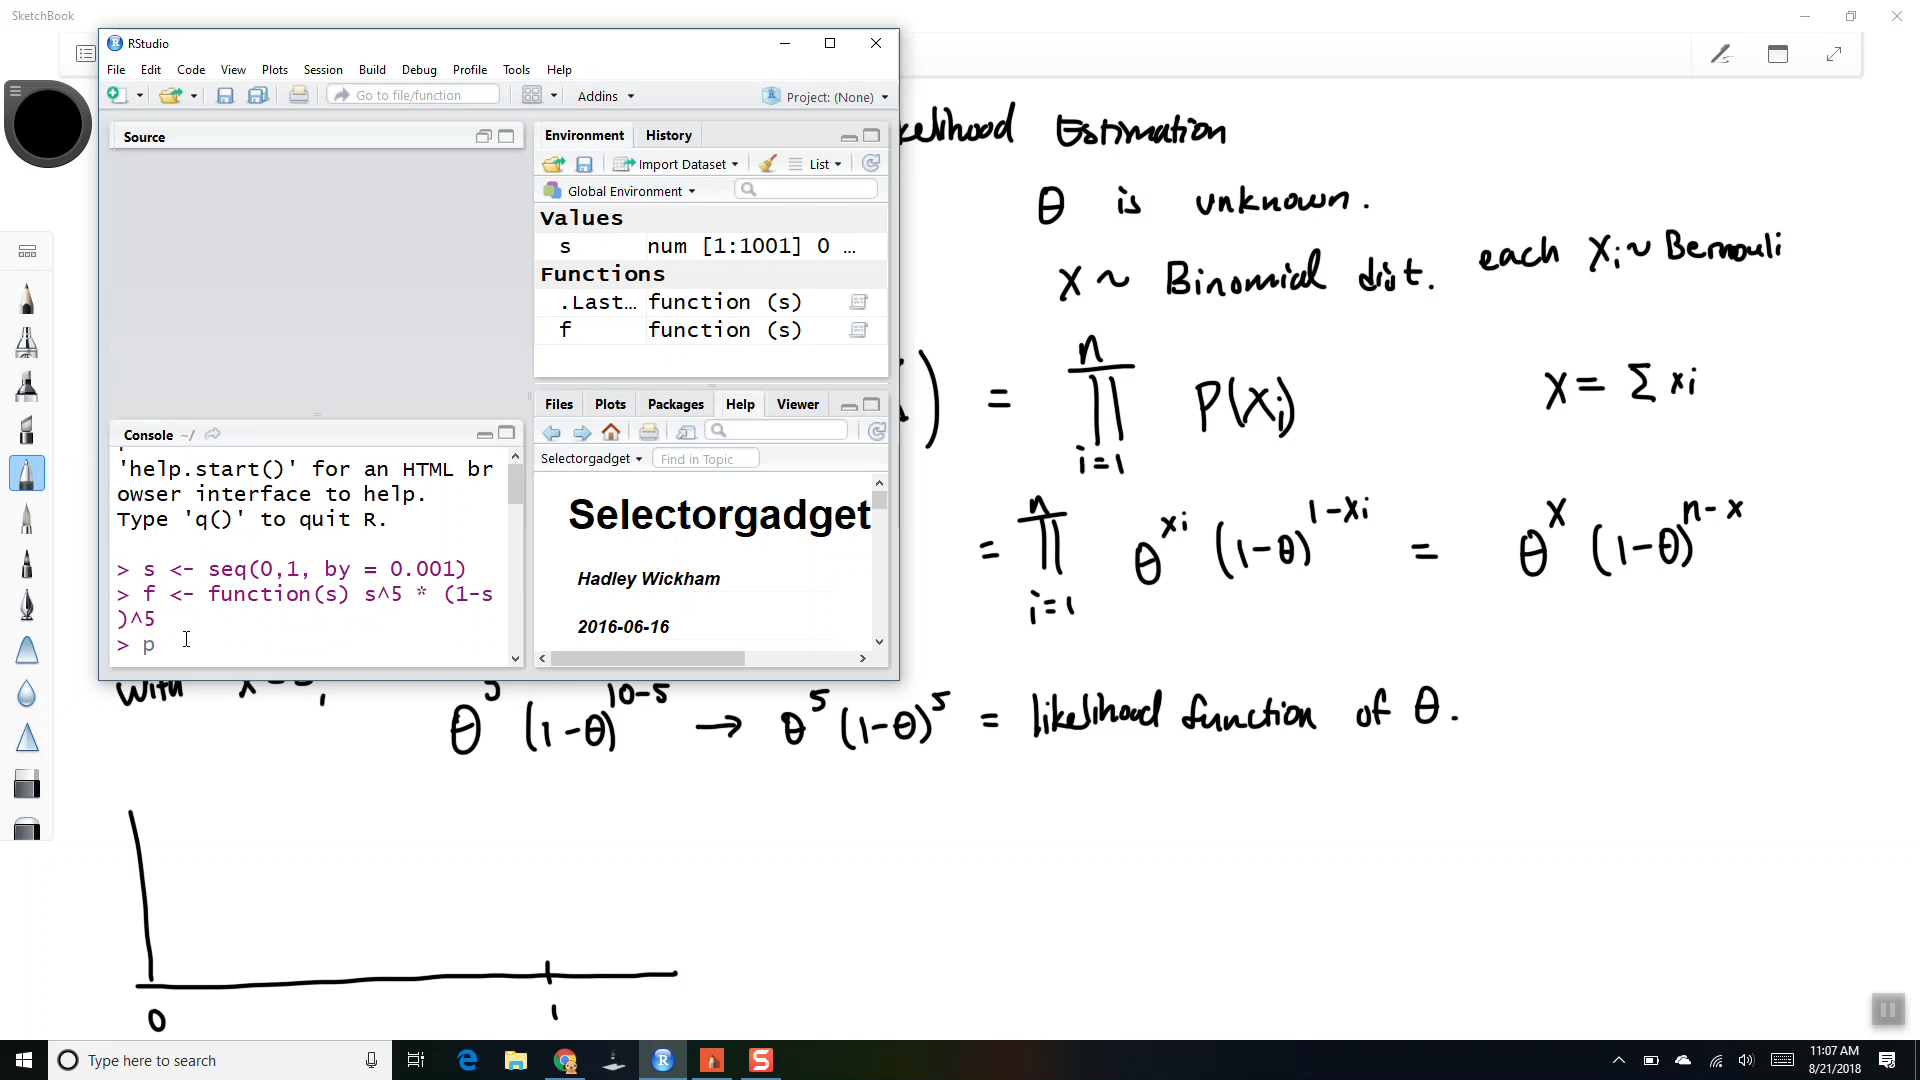 SketchBook
RStudio
File Edit Code View Plots Session Build Debug Profile Tools Help
Go to file/function
Addins
Project: (None)
Source
Environment History
Import Dataset
List
Global Environment
Values
s num [1:1001] 0 ...
Functions
.Last… function (s)
f function (s)
Files Plots Packages Help Viewer
Selectorgadget
Find in Topic
Selectorgadget
Hadley Wickham
2016-06-16
Console ~/
'help.start()' for an HTML br
owser interface to help.
Type 'q()' to quit R.
> s <- seq(0,1, by = 0.001)
> f <- function(s) s^5 * (1-s
)^5
> p
kelihood Estimation
θ is unknown.
X ~ Binomial dist. each Xi ~ Bernouli
) = ∏ n i=1 P(Xi) X = Σ xi
= ∏ n i=1 θ^xi (1-θ)^1-xi = θ^x (1-θ)^n-x
with
θ^5 (1-θ)^10-5 → θ^5 (1-θ)^5 = likelihood function of θ.
0 1
Type here to search
11:07 AM
8/21/2018